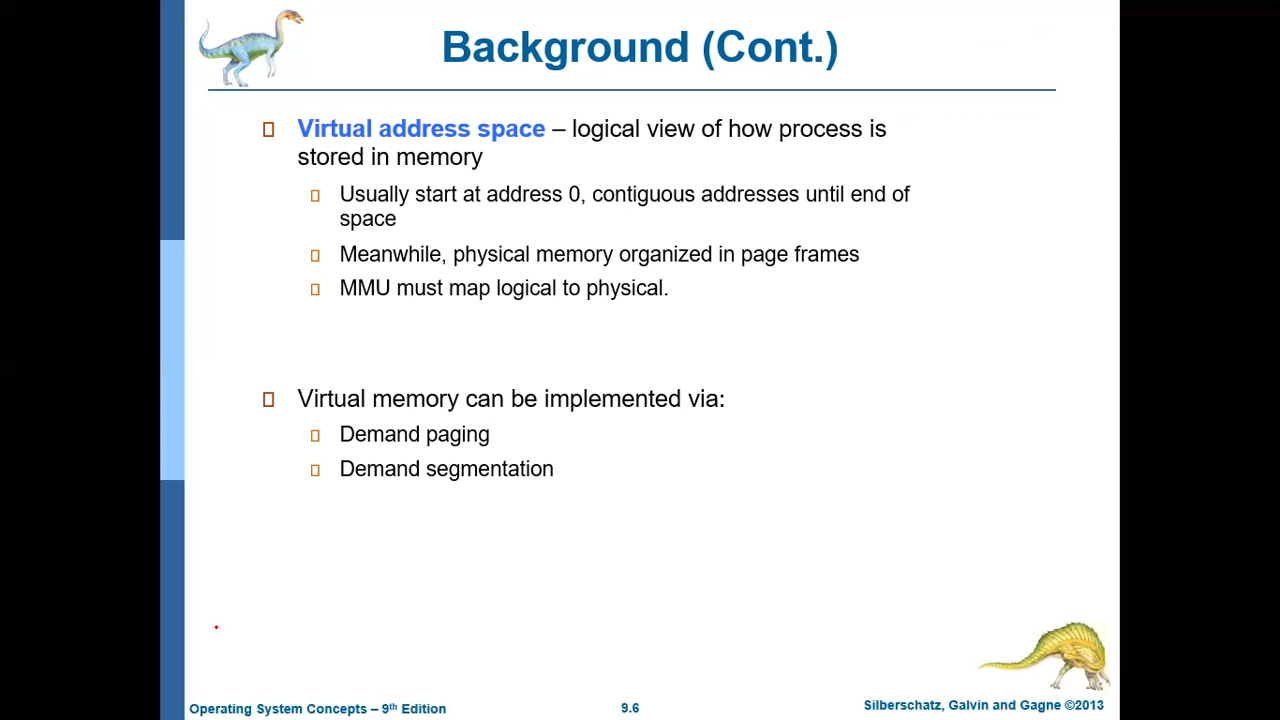 Background (Cont.)
Virtual address space – logical view of how process is
stored in memory
Usually start at address 0, contiguous addresses until end of
space
Meanwhile, physical memory organized in page frames
MMU must map logical to physical.
Virtual memory can be implemented via:
Demand paging
Demand segmentation
Operating System Concepts – 9th Edition
9.6
Silberschatz, Galvin and Gagne ©2013